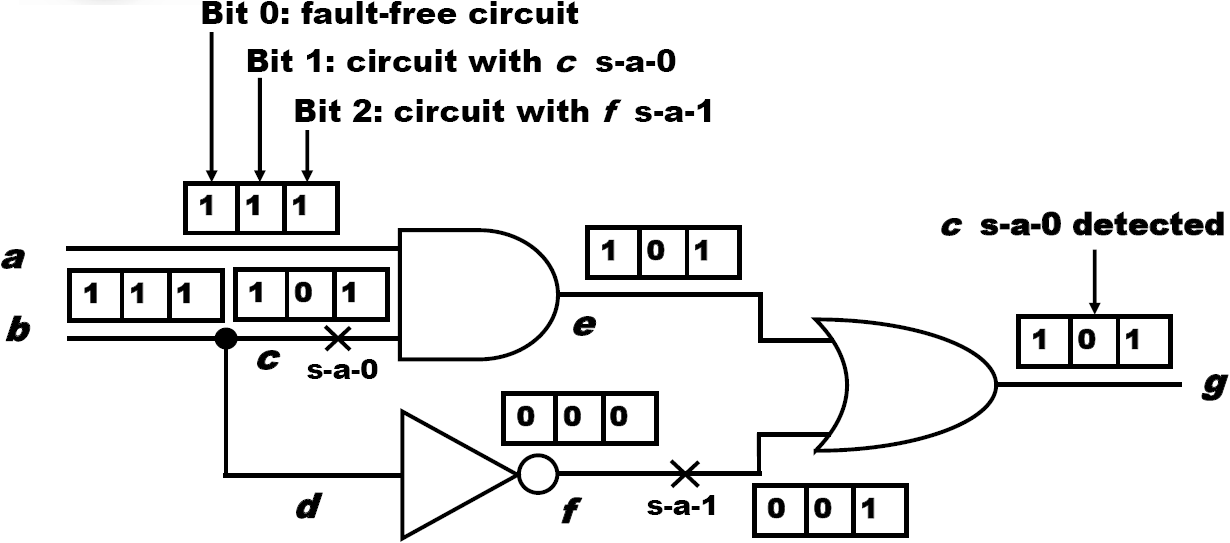 Bit 0: fault-free circuit
Bit 1: circuit with c s-a-0
Bit 2: circuit with f s-a-1
1 1 1
a
1 1 1
1 0 1
b
c
s-a-0
1 0 1
e
c s-a-0 detected
1 0 1
g
0 0 0
d
f
s-a-1
0 0 1